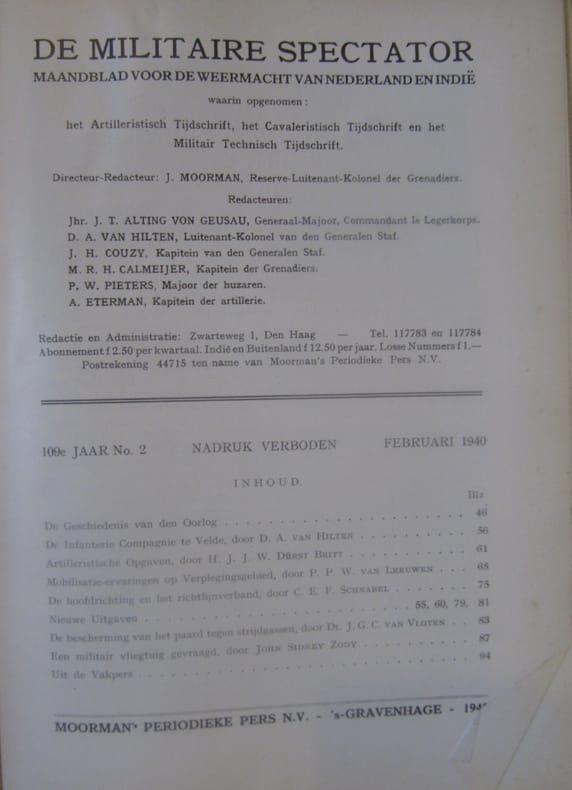 DE MILITAIRE SPECTATOR
MAANDBLAD VOOR DE WEERMACHT VAN NEDERLAND EN INDIË
waarin opgenomen :
het Artilleristisch Tijdschrift, het Cavaleristisch Tijdschrift en het
Militair Technisch Tijdschrift.
Directeur-Redacteur: J. MOORMAN, Reserve-Luitenant-Kolonel der Grenadiers.
Redacteuren:
Jhr. J. T. ALTING VON GEUSAU, Generaal-Majoor, Commandant Ie Legerkorps.
D. A. VAN HILTEN, Luitenant-Kolonel van den Generalen Staf.
J. H. COUZY, Kapitein van den Generalen Staf.
M. R. H. CALMEIJER, Kapitein der Grenadiers.
P. W. PIETERS, Majoor der huzaren.
A. ETERMAN, Kapitein der artillerie.
Redactie en Administratie: Zwarteweg 1, Den Haag — Tel. 117783 en 117784
Abonnement f 2.50 per kwartaal. Indië en Buitenland f 12.50 per jaar. Losse Nummers f 1.—
Postrekening 44715 ten name van Moorman's Periodieke Pers N.V.
109e JAAR No. 2 NADRUK VERBODEN FEBRUARI 1940
INHOUD.
Blz
De Geschiedenis van den Oorlog . . . . . . . . . . . . . . . . . 46
De Infanterie Compagnie te Velde, door D. A. VAN HILTEN . . . . . . . . 56
Artilleristische Opgaven, door H. J. J. W. DÜRST BRITT . . . . . . . . . 61
Mobilisatie-ervaringen op Verplegingsgebied, door P. P. W. VAN LEEUWEN . . . 65
De hoofdrichting en het richtlijnverband, door C. E. F. SCHNABEL . . . . . . 75
Nieuwe Uitgaven . . . . . . . . . . . . . . . . . 55, 60, 79, 81
De bescherming van het paard tegen strijdgassen, door Dr. J. G. C. VAN VLOTEN . . 83
Een militair vliegtuig gevraagd, door JOHN SIDNEY ZODY . . . . . . . . . 87
Uit de Vakpers . . . . . . . . . . . . . . . . . . . . . . 94
MOORMAN'S PERIODIEKE PERS N.V. - 's-GRAVENHAGE -